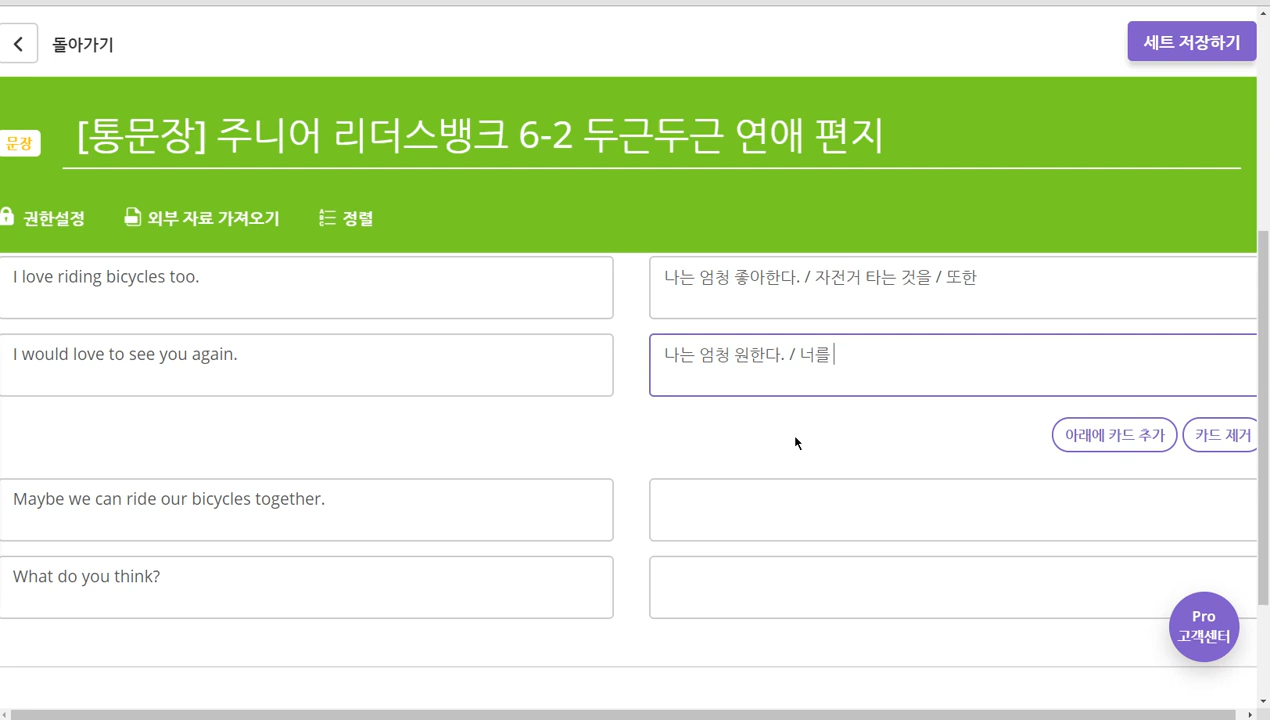 돌아가기
세트 저장하기
문장
[통문장] 주니어 리더스뱅크 6-2 두근두근 연애 편지
권한설정
외부 자료 가져오기
정렬
I love riding bicycles too.
나는 엄청 좋아한다. / 자전거 타는 것을 / 또한
I would love to see you again.
나는 엄청 원한다. / 너를
아래에 카드 추가
카드 제거
Maybe we can ride our bicycles together.
What do you think?
Pro
고객센터